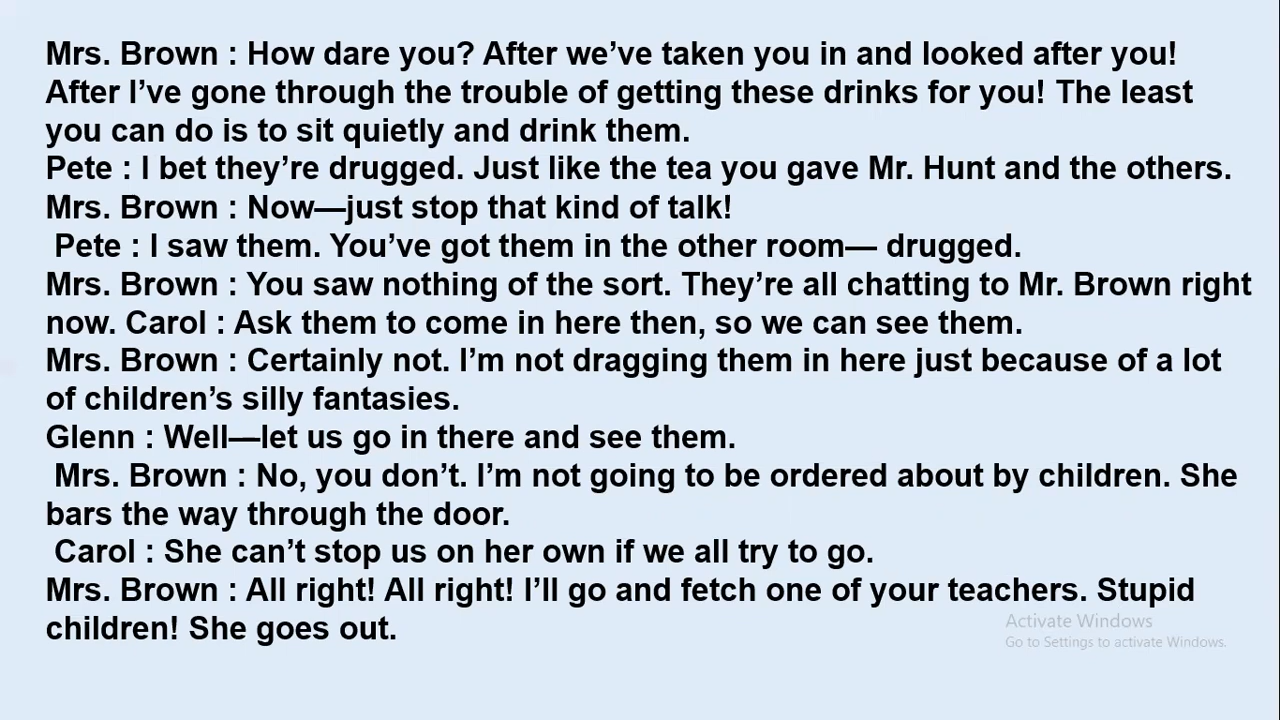 Mrs. Brown : How dare you? After we’ve taken you in and looked after you!
After I’ve gone through the trouble of getting these drinks for you! The least
you can do is to sit quietly and drink them.
Pete : I bet they’re drugged. Just like the tea you gave Mr. Hunt and the others.
Mrs. Brown : Now—just stop that kind of talk!
Pete : I saw them. You’ve got them in the other room— drugged.
Mrs. Brown : You saw nothing of the sort. They’re all chatting to Mr. Brown right
now. Carol : Ask them to come in here then, so we can see them.
Mrs. Brown : Certainly not. I’m not dragging them in here just because of a lot
of children’s silly fantasies.
Glenn : Well—let us go in there and see them.
Mrs. Brown : No, you don’t. I’m not going to be ordered about by children. She
bars the way through the door.
Carol : She can’t stop us on her own if we all try to go.
Mrs. Brown : All right! All right! I’ll go and fetch one of your teachers. Stupid
children! She goes out.
Activate Windows
Go to Settings to activate Windows.